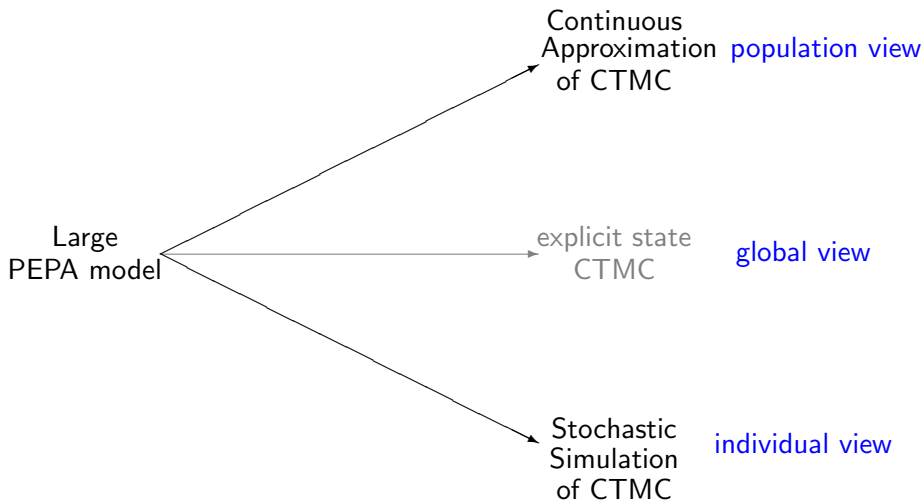 Continuous
Approximation
of CTMC
population view
Large
PEPA model
explicit state
CTMC
global view
Stochastic
Simulation
of CTMC
individual view